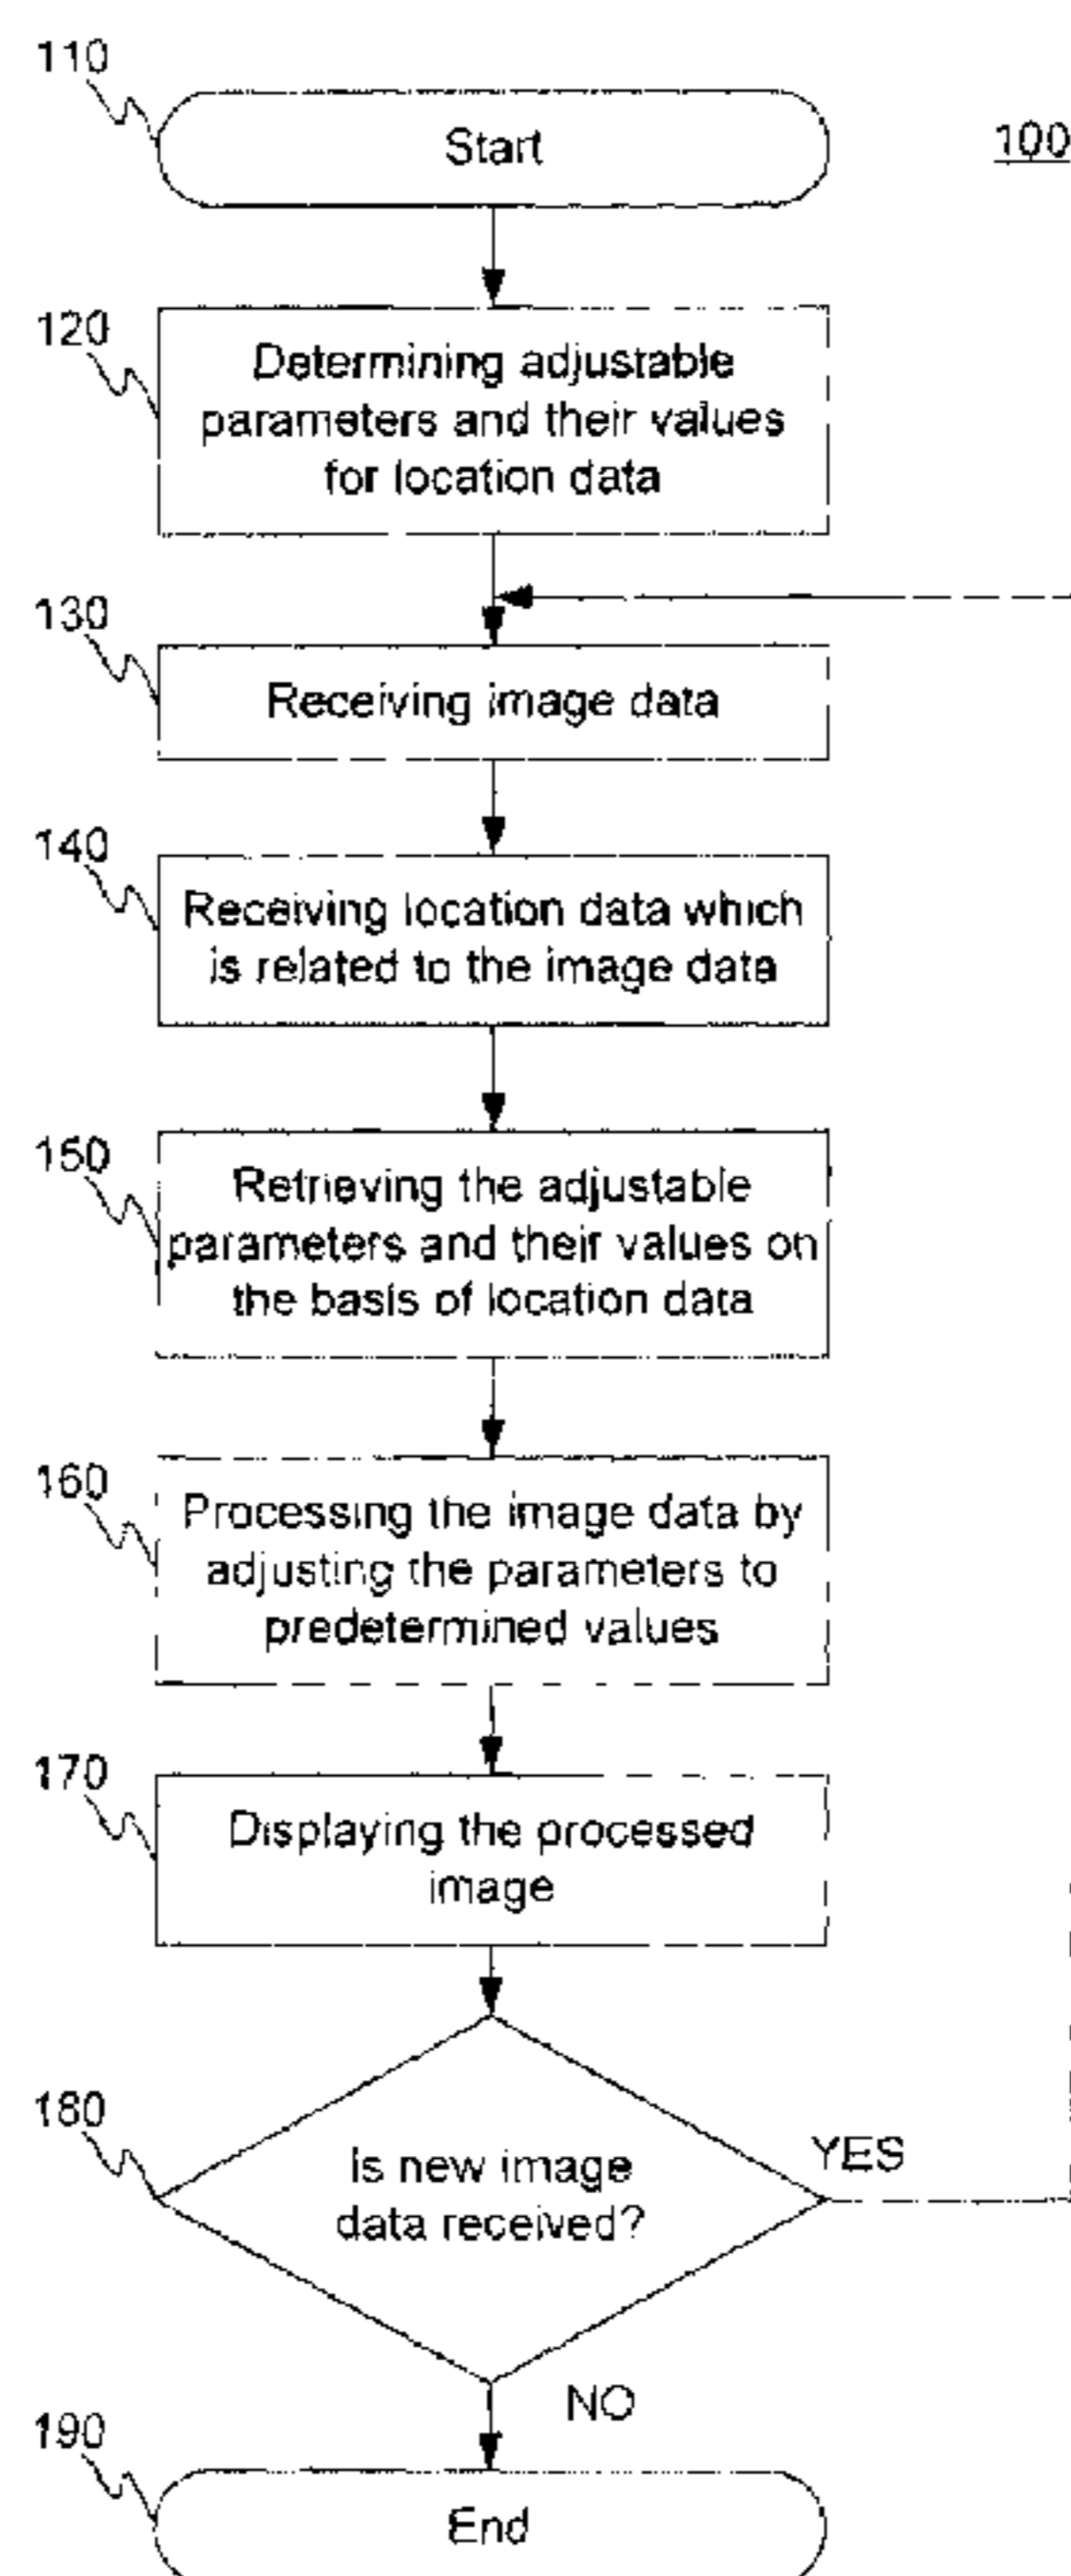 110
Start
100
120
Determining adjustable
parameters and their values
for location data
130
Receiving image data
140
Receiving location data which
is related to the image data
150
Retrieving the adjustable
parameters and their values on
the basis of location data
160
Processing the image data by
adjusting the parameters to
predetermined values
170
Displaying the processed
image
180
Is new image
data received?
YES
NO
190
End